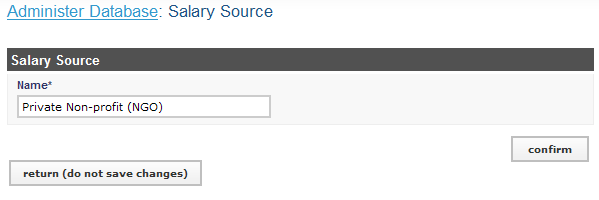 Administer Database: Salary Source
Salary Source
Name*
Private Non-profit (NGO)
confirm
return (do not save changes)